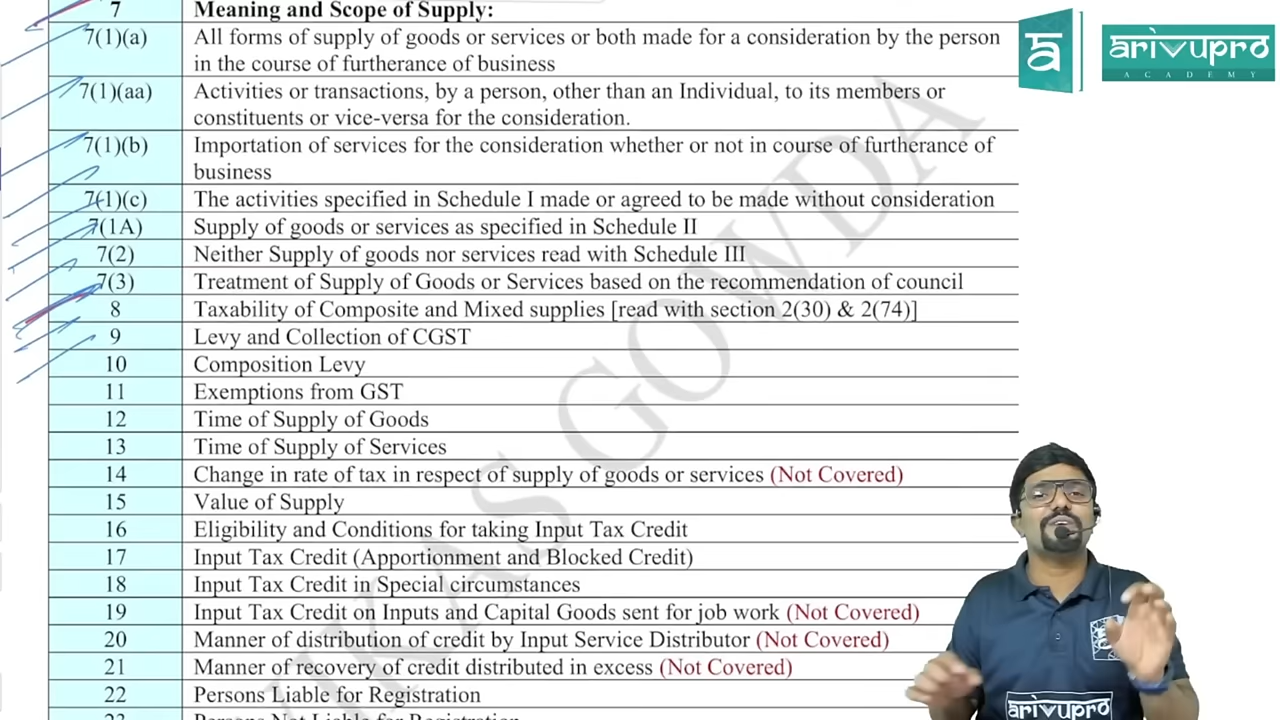 7 Meaning and Scope of Supply:
7(1)(a) All forms of supply of goods or services or both made for a consideration by the person
in the course of furtherance of business
7(1)(aa) Activities or transactions, by a person, other than an Individual, to its members or
constituents or vice-versa for the consideration.
7(1)(b) Importation of services for the consideration whether or not in course of furtherance of
business
7(1)(c) The activities specified in Schedule I made or agreed to be made without consideration
7(1A) Supply of goods or services as specified in Schedule II
7(2) Neither Supply of goods nor services read with Schedule III
7(3) Treatment of Supply of Goods or Services based on the recommendation of council
8 Taxability of Composite and Mixed supplies [read with section 2(30) & 2(74)]
9 Levy and Collection of CGST
10 Composition Levy
11 Exemptions from GST
12 Time of Supply of Goods
13 Time of Supply of Services
14 Change in rate of tax in respect of supply of goods or services (Not Covered)
15 Value of Supply
16 Eligibility and Conditions for taking Input Tax Credit
17 Input Tax Credit (Apportionment and Blocked Credit)
18 Input Tax Credit in Special circumstances
19 Input Tax Credit on Inputs and Capital Goods sent for job work (Not Covered)
20 Manner of distribution of credit by Input Service Distributor (Not Covered)
21 Manner of recovery of credit distributed in excess (Not Covered)
22 Persons Liable for Registration
23 Persons Not Liable for Registration
KAS GOWDA
ā
arivupro
ACADEMY
arivupro